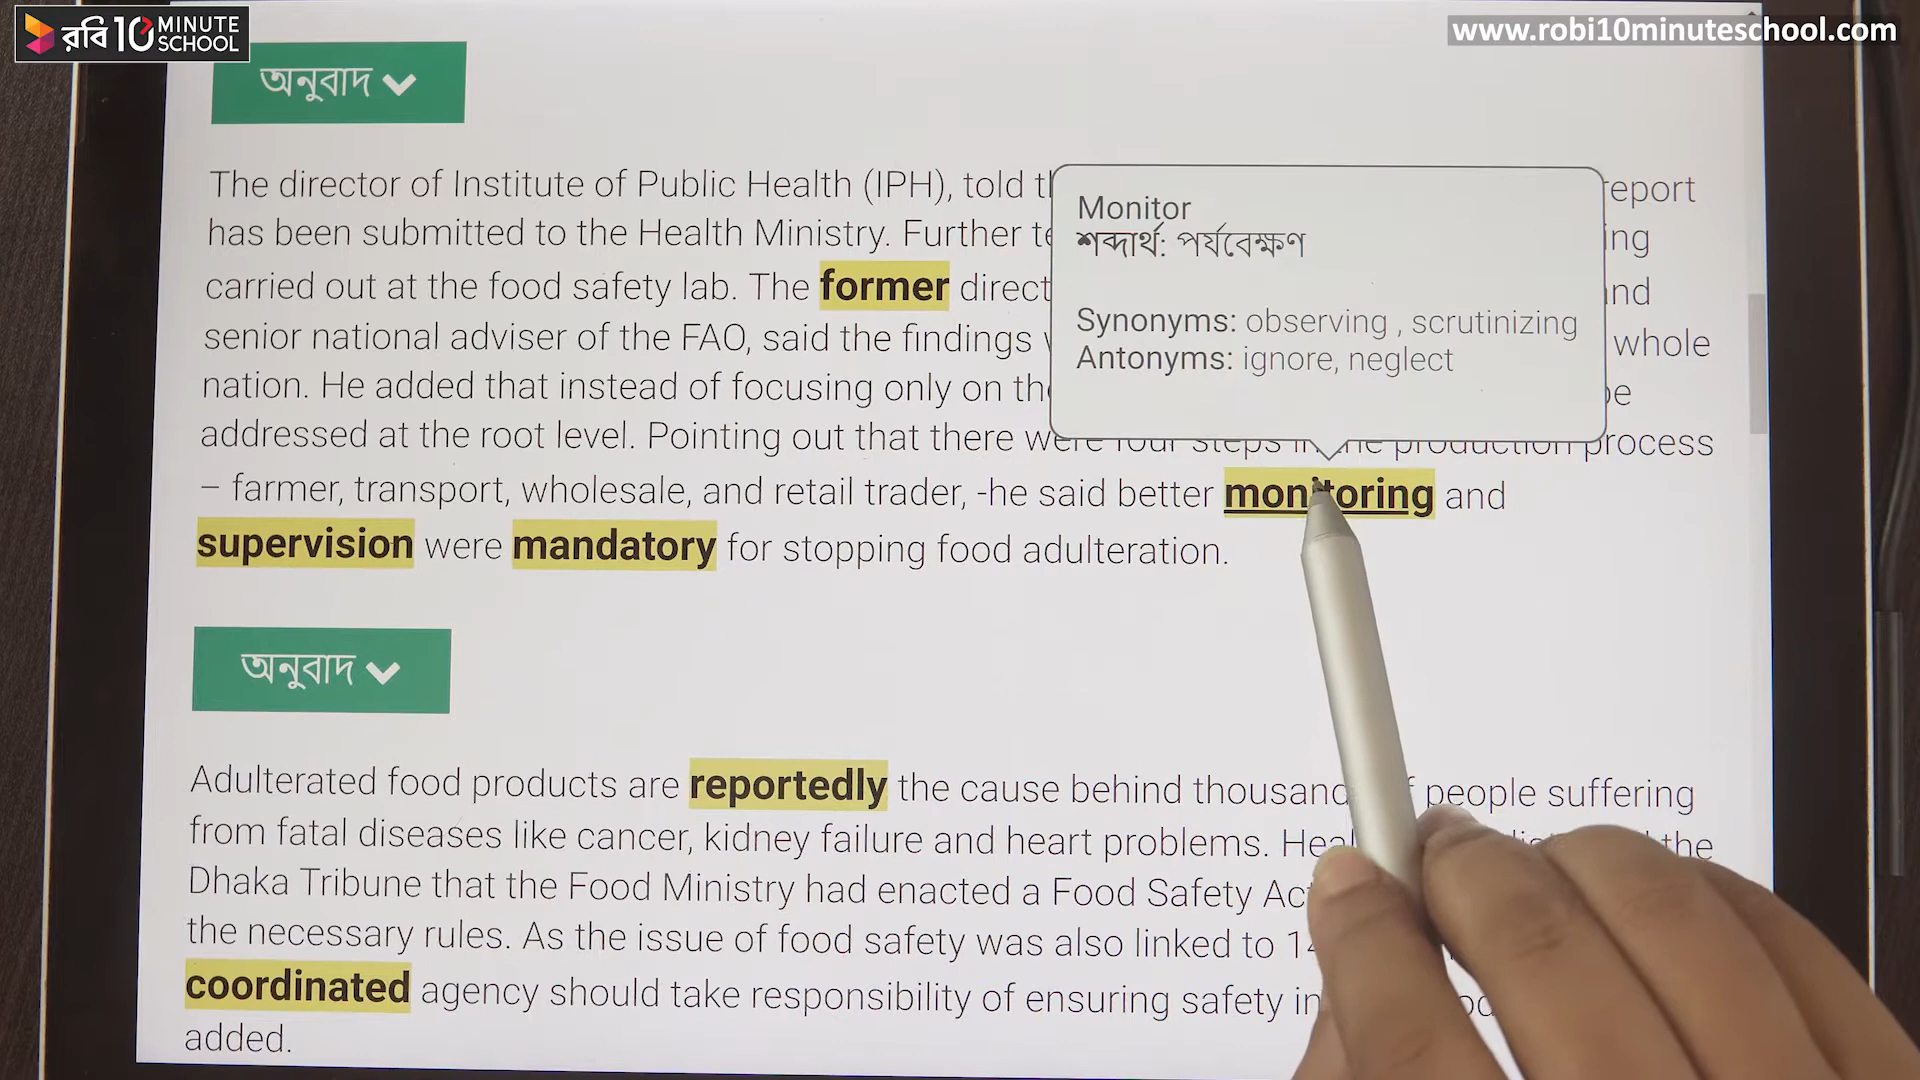 রবি 10 MINUTE SCHOOL
www.robi10minuteschool.com
অনুবাদ
The director of Institute of Public Health (IPH), told report
has been submitted to the Health Ministry. Further
carried out at the food safety lab. The former
senior national adviser of the FAO, said the findings whole
nation. He added that instead of focusing only on
addressed at the root level. Pointing out that there were four steps in the production process
– farmer, transport, wholesale, and retail trader, -he said better monitoring and
supervision were mandatory for stopping food adulteration.
Monitor
শব্দার্থ: পর্যবেক্ষণ
Synonyms: observing , scrutinizing
Antonyms: ignore, neglect
অনুবাদ
Adulterated food products are reportedly the cause behind people suffering
from fatal diseases like cancer, kidney failure and heart problems. the
Dhaka Tribune that the Food Ministry had enacted a Food Safety
the necessary rules. As the issue of food safety was also linked to
coordinated agency should take responsibility of ensuring safety in
added.